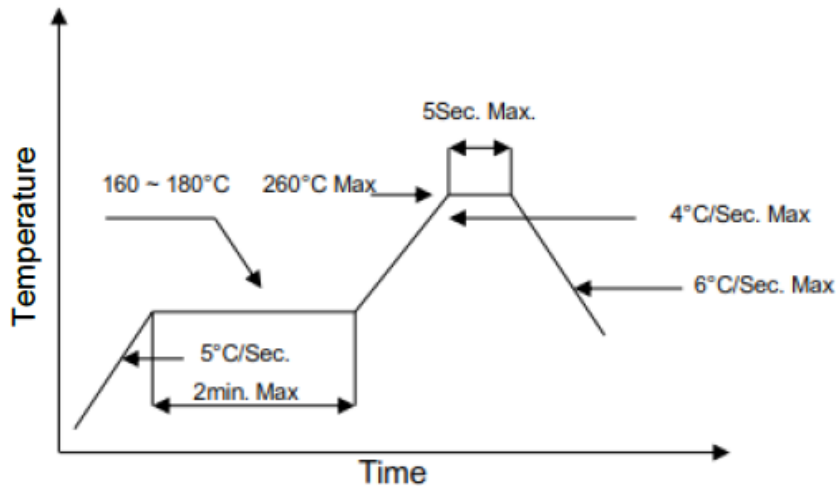 5Sec. Max.
160 ~ 180°C
260°C Max
4°C/Sec. Max
6°C/Sec. Max
5°C/Sec.
2min. Max
Temperature
Time